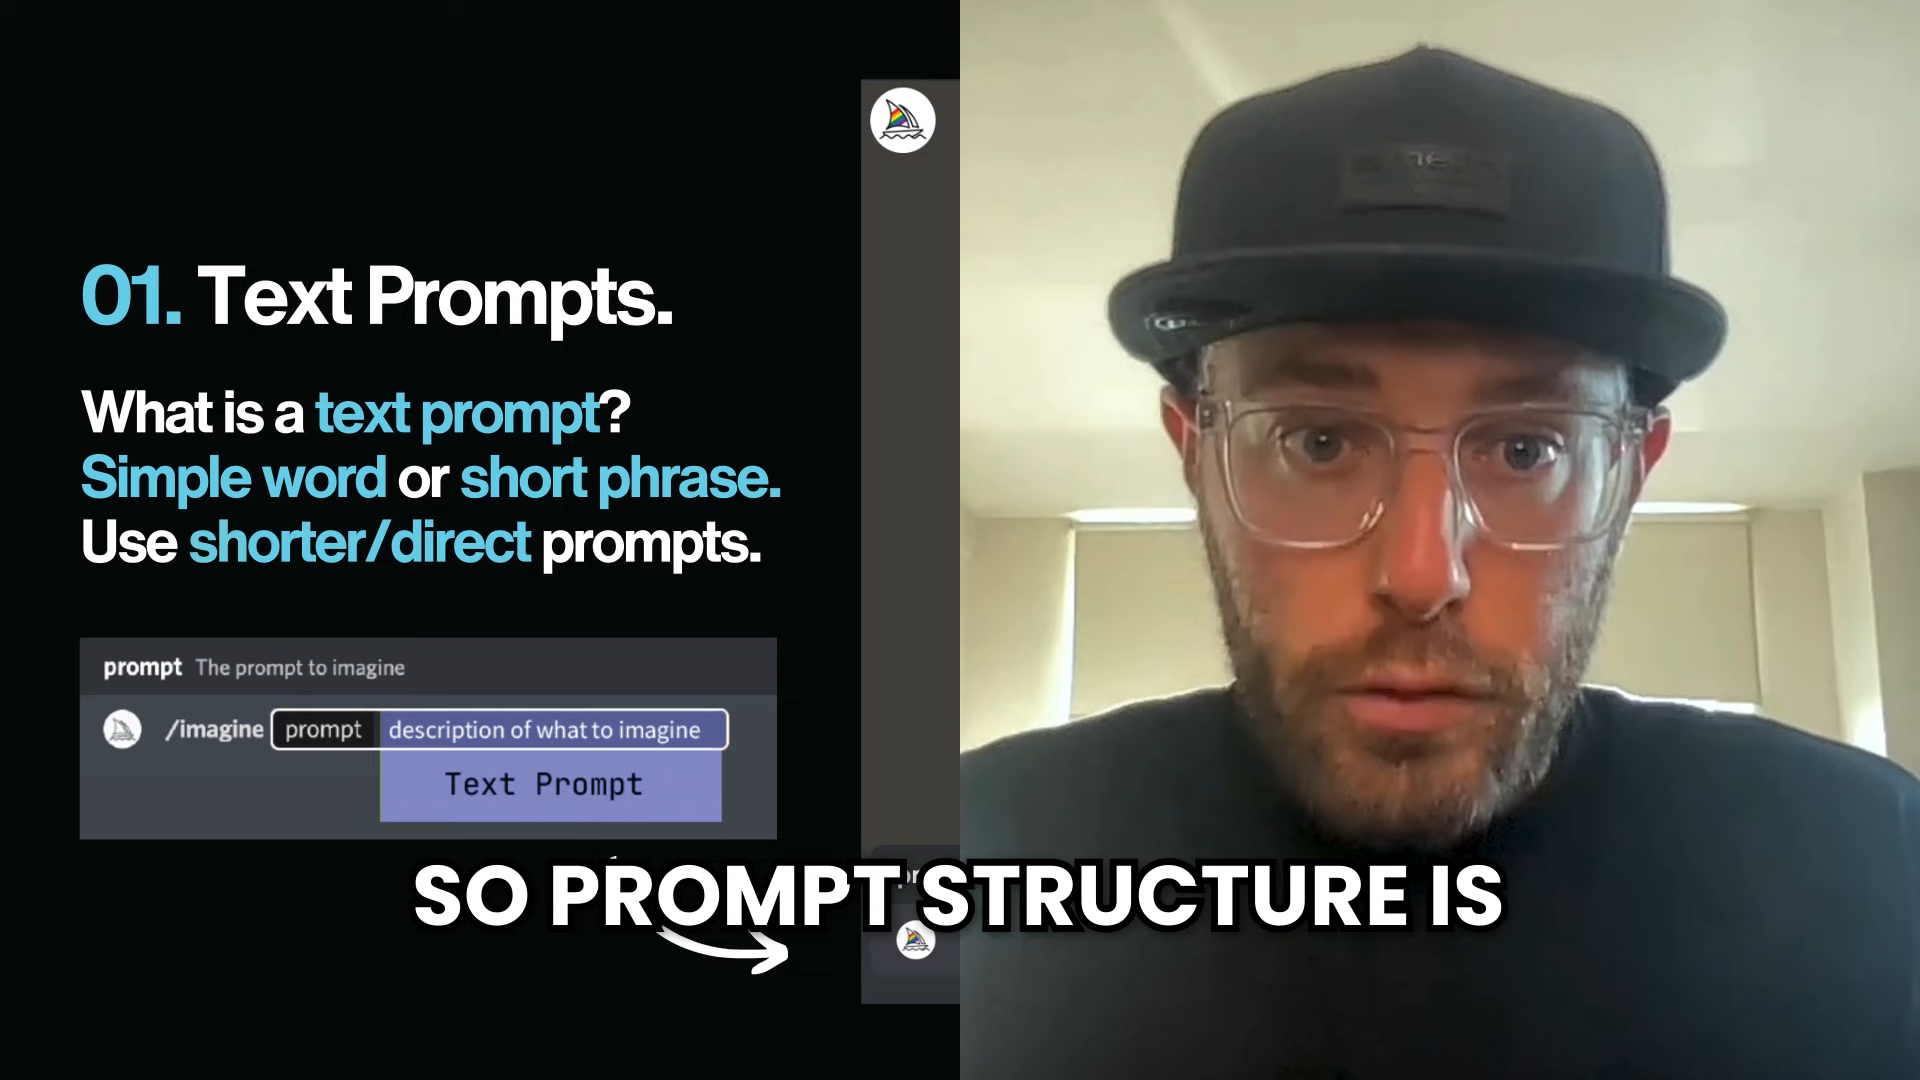 01. Text Prompts.
What is a text prompt?
Simple word or short phrase.
Use shorter/direct prompts.
prompt The prompt to imagine
/imagine prompt description of what to imagine
Text Prompt
SO PROMPT STRUCTURE IS